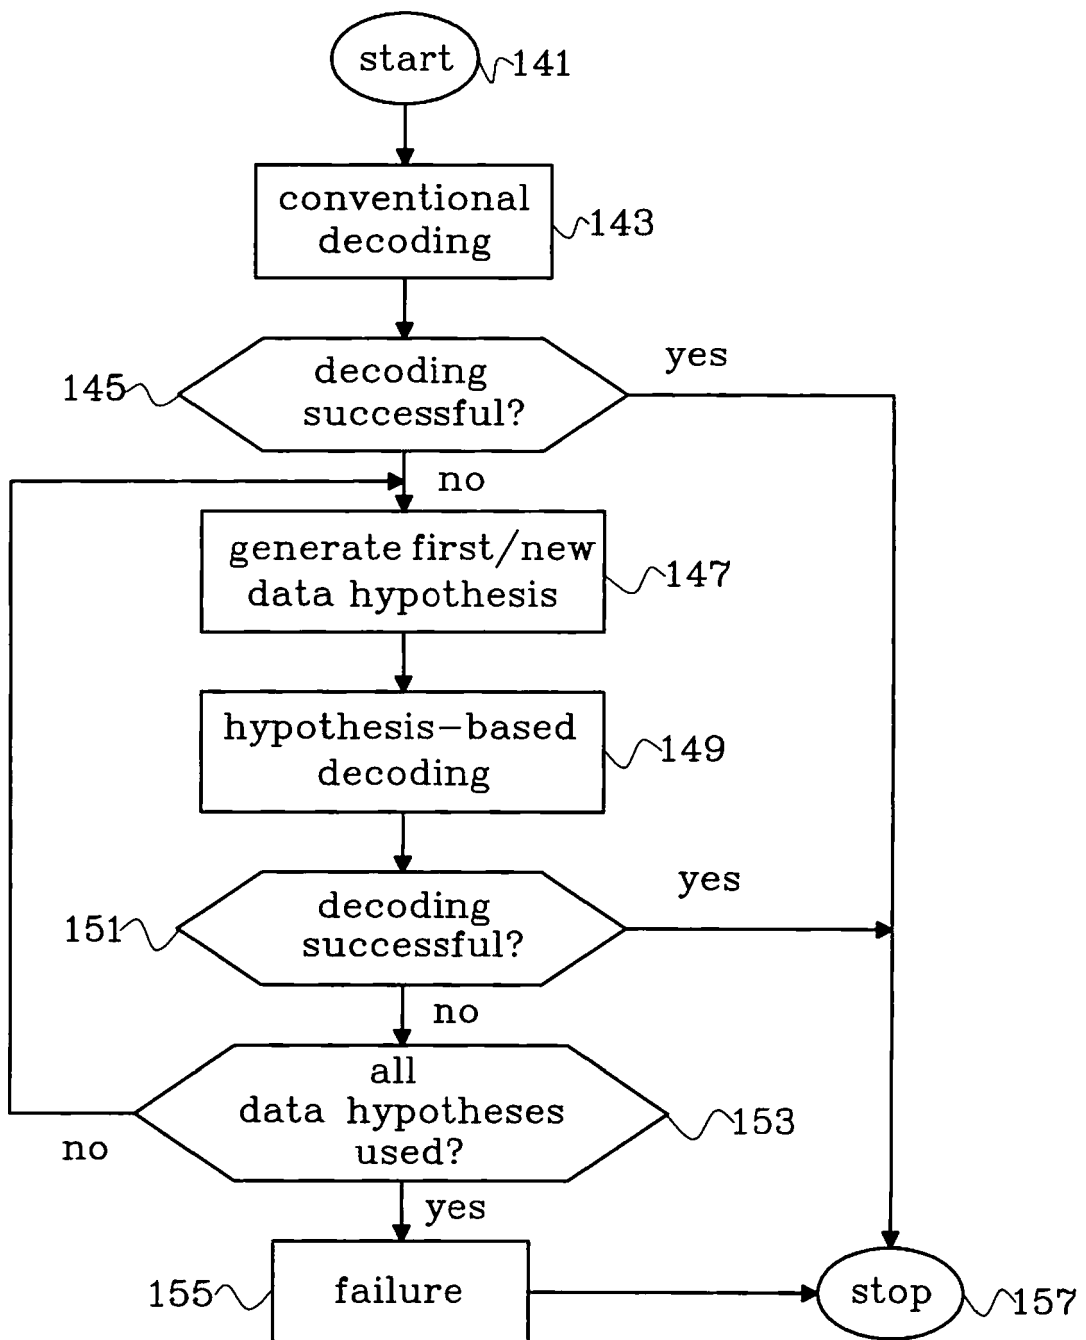 start
141
conventional
decoding
143
decoding
successful?
yes
145
no
generate first/new
data hypothesis
147
hypothesis-based
decoding
149
decoding
successful?
yes
151
no
all
data hypotheses
used?
153
no
yes
failure
155
stop
157